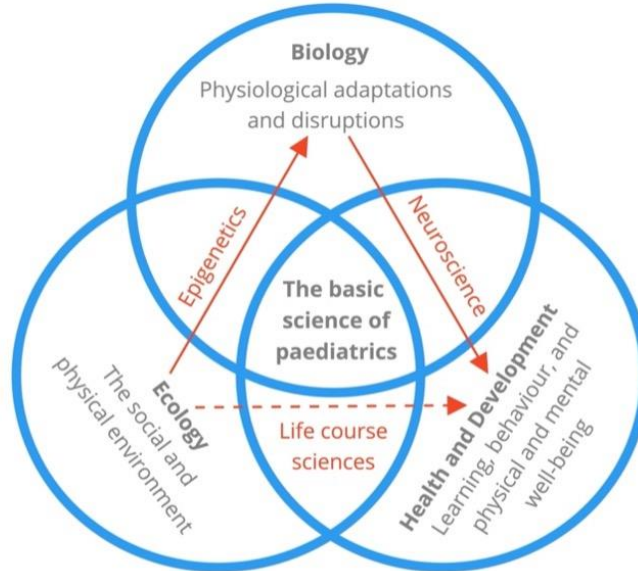 Biology
Physiological adaptations
and disruptions
Epigenetics
Neuroscience
The basic
science of
paediatrics
Ecology
The social and
physical environment
Life course
sciences
Health and Development
Learning, behaviour, and
physical and mental
well-being